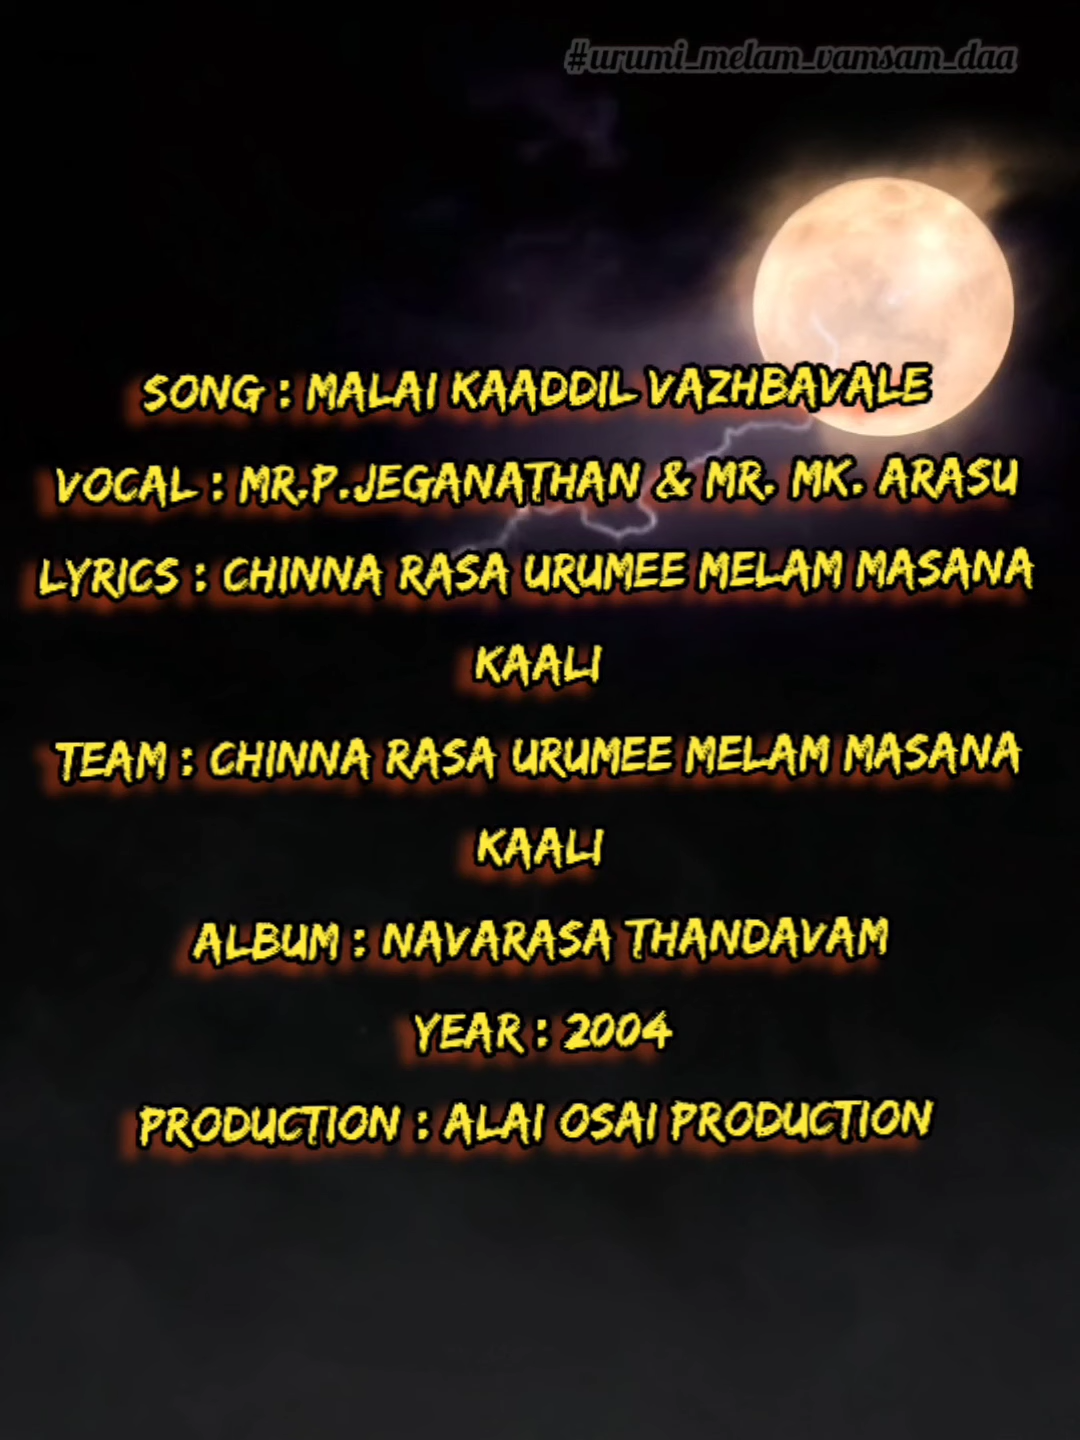 #urumi_melam_vamsam_daa
SONG : MALAI KAADDIL VAZHBAVALE
VOCAL : MR.P.JEGANATHAN & MR. MK. ARASU
LYRICS : CHINNA RASA URUMEE MELAM MASANA
KAALI
TEAM : CHINNA RASA URUMEE MELAM MASANA
KAALI
ALBUM : NAVARASA THANDAVAM
YEAR : 2004
PRODUCTION : ALAI OSAI PRODUCTION